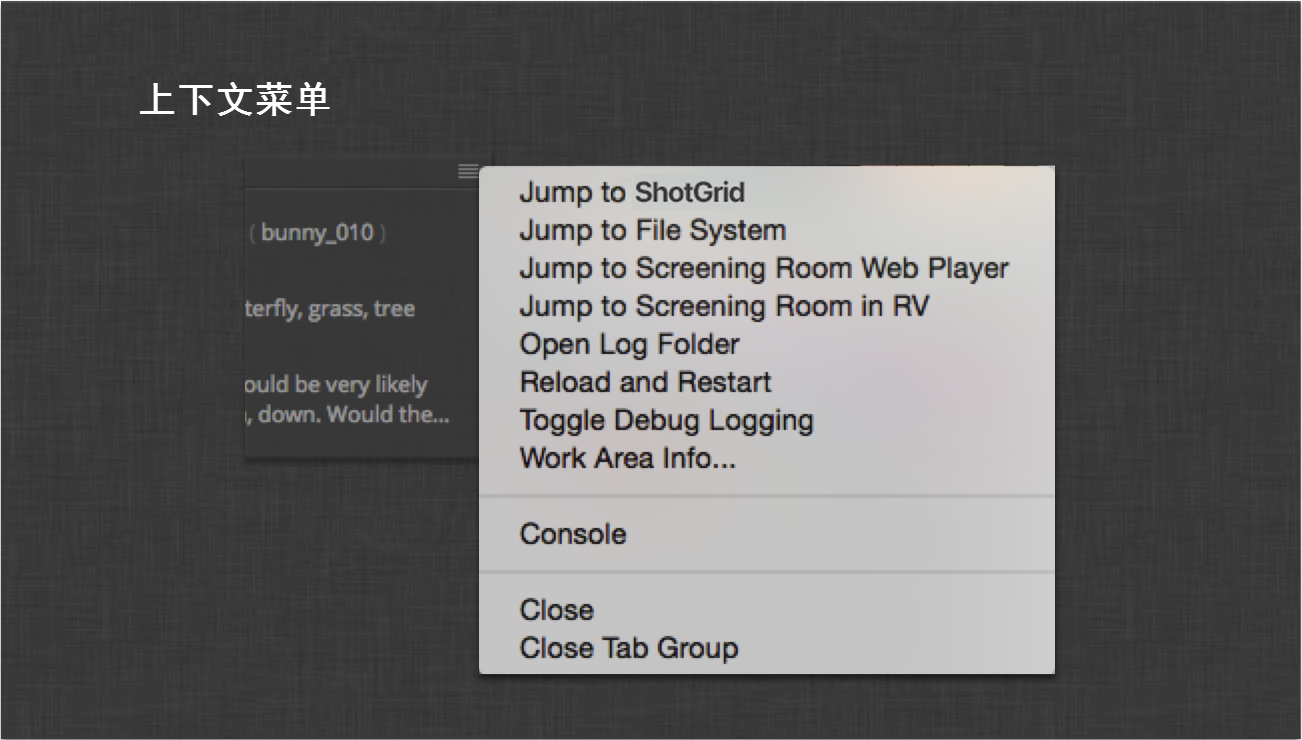 上下文菜单
( bunny_010 )
terfly, grass, tree
ould be very likely
, down. Would the...
Jump to ShotGrid
Jump to File System
Jump to Screening Room Web Player
Jump to Screening Room in RV
Open Log Folder
Reload and Restart
Toggle Debug Logging
Work Area Info...
Console
Close
Close Tab Group